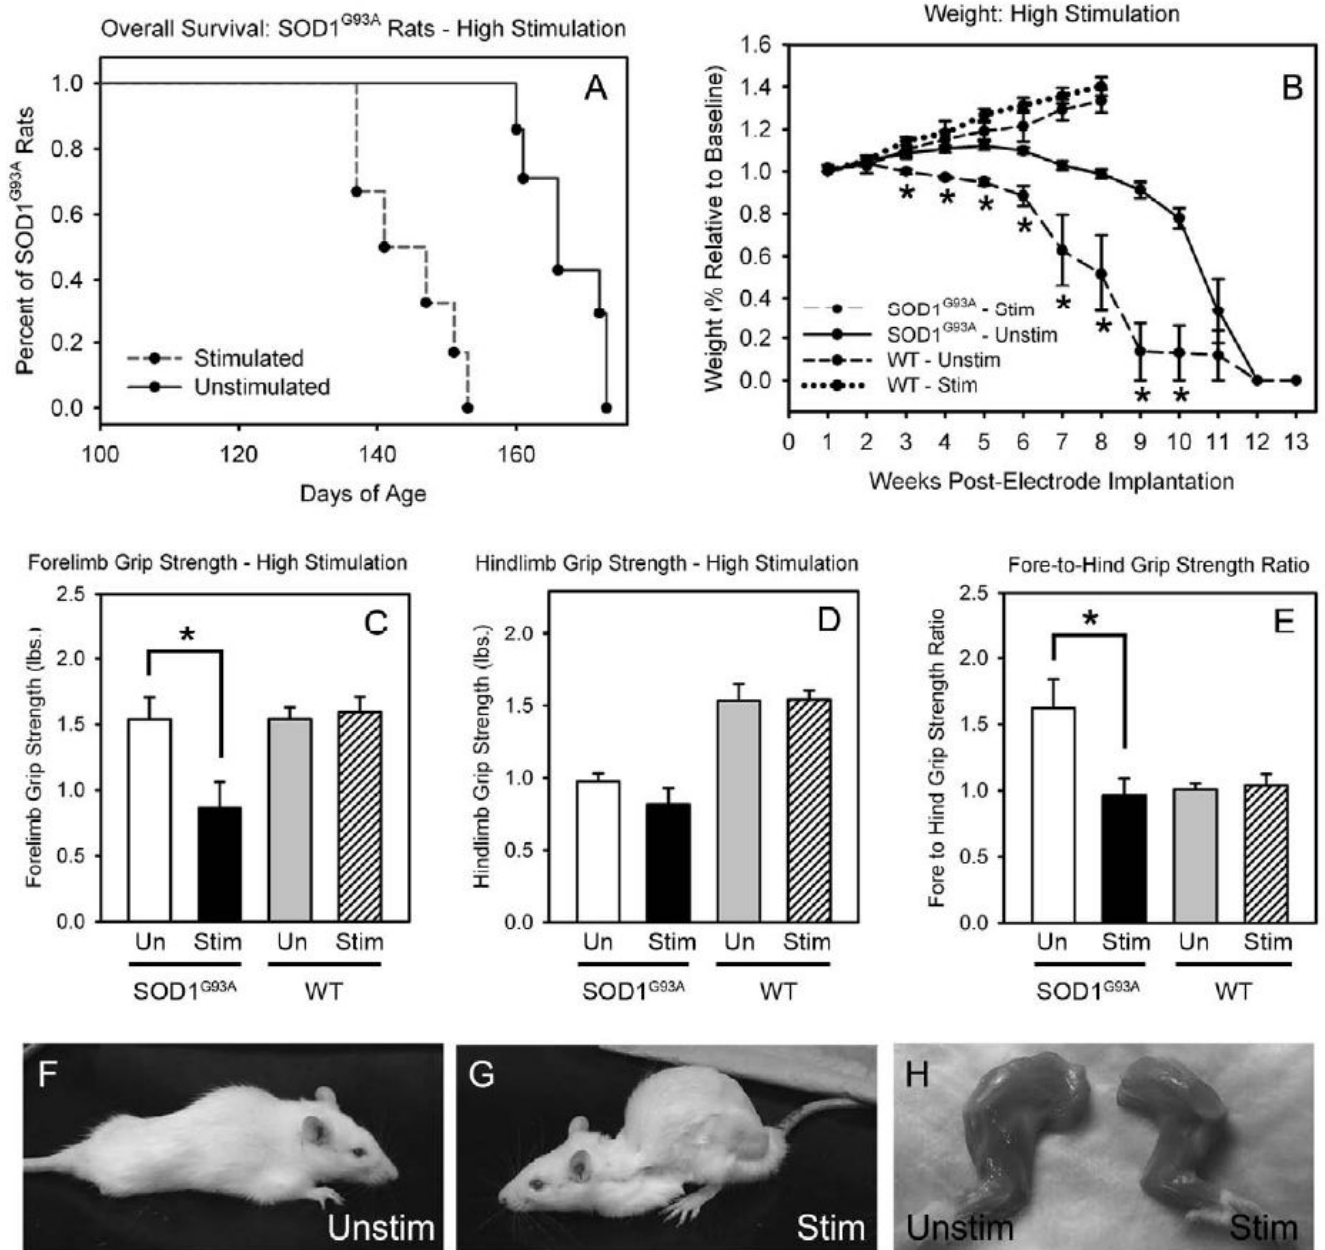 Overall Survival: SOD1G93A Rats - High Stimulation
A
Percent of SOD1G93A Rats
1.0
0.8
0.6
0.4
0.2
0.0
Stimulated
Unstimulated
100
120
140
160
Days of Age
Weight: High Stimulation
B
Weight (% Relative to Baseline)
1.6
1.4
1.2
1.0
0.8
0.6
0.4
0.2
0.0
* * * * * * * *
SOD1G93A - Stim
SOD1G93A - Unstim
WT - Unstim
WT - Stim
0 1 2 3 4 5 6 7 8 9 10 11 12 13
Weeks Post-Electrode Implantation
Forelimb Grip Strength - High Stimulation
C
Forelimb Grip Strength (lbs.)
2.5
2.0
1.5
1.0
0.5
0.0
*
Un Stim Un Stim
SOD1G93A WT
Hindlimb Grip Strength - High Stimulation
D
Hindlimb Grip Strength (lbs.)
2.0
1.5
1.0
0.5
0.0
Un Stim Un Stim
SOD1G93A WT
Fore-to-Hind Grip Strength Ratio
E
Fore to Hind Grip Strength Ratio
2.5
2.0
1.5
1.0
0.5
0.0
*
Un Stim Un Stim
SOD1G93A WT
F
Unstim
G
Stim
H
Unstim Stim